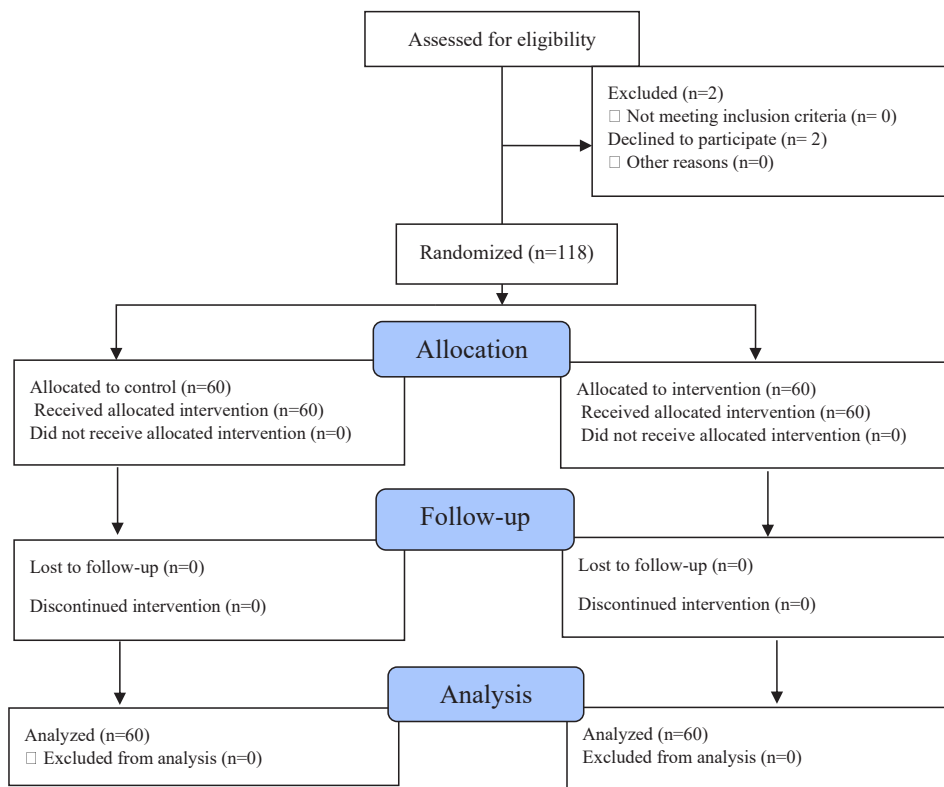 Assessed for eligibility
Excluded (n=2)
□ Not meeting inclusion criteria (n= 0)
Declined to participate (n= 2)
□ Other reasons (n=0)
Randomized (n=118)
Allocation
Allocated to control (n=60)
Received allocated intervention (n=60)
Did not receive allocated intervention (n=0)
Allocated to intervention (n=60)
Received allocated intervention (n=60)
Did not receive allocated intervention (n=0)
Follow-up
Lost to follow-up (n=0)
Discontinued intervention (n=0)
Lost to follow-up (n=0)
Discontinued intervention (n=0)
Analysis
Analyzed (n=60)
□ Excluded from analysis (n=0)
Analyzed (n=60)
Excluded from analysis (n=0)